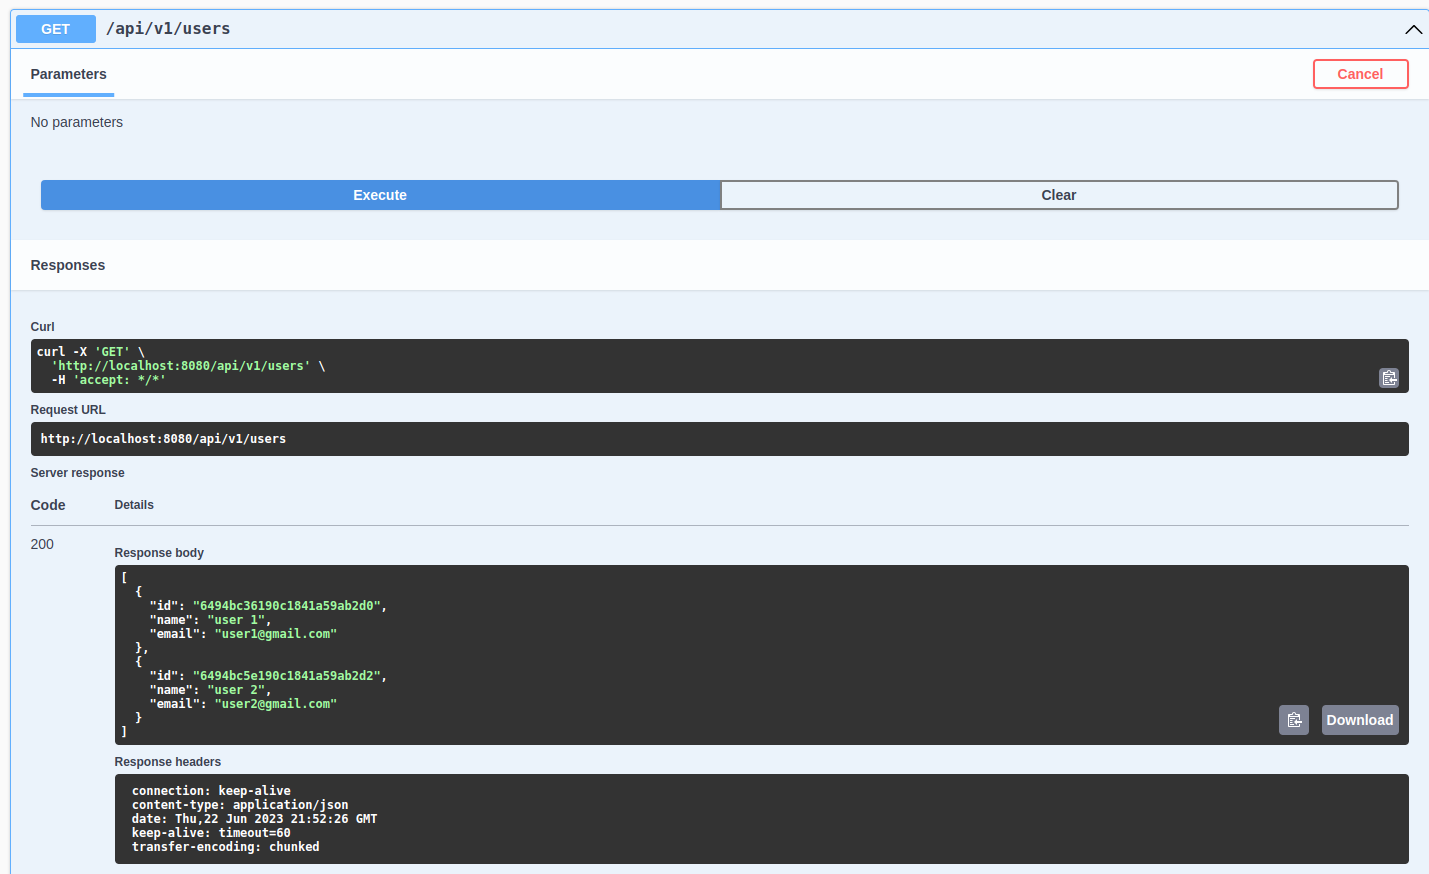 GET /api/v1/users
Parameters
Cancel
No parameters
Execute
Clear
Responses
Curl
curl -X 'GET' \
  'http://localhost:8080/api/v1/users' \
  -H 'accept: */*'
Request URL
http://localhost:8080/api/v1/users
Server response
Code Details
200
Response body
[
  {
    "id": "6494bc36190c1841a59ab2d0",
    "name": "user 1",
    "email": "user1@gmail.com"
  },
  {
    "id": "6494bc5e190c1841a59ab2d2",
    "name": "user 2",
    "email": "user2@gmail.com"
  }
]
Download
Response headers
connection: keep-alive
content-type: application/json
date: Thu,22 Jun 2023 21:52:26 GMT
keep-alive: timeout=60
transfer-encoding: chunked